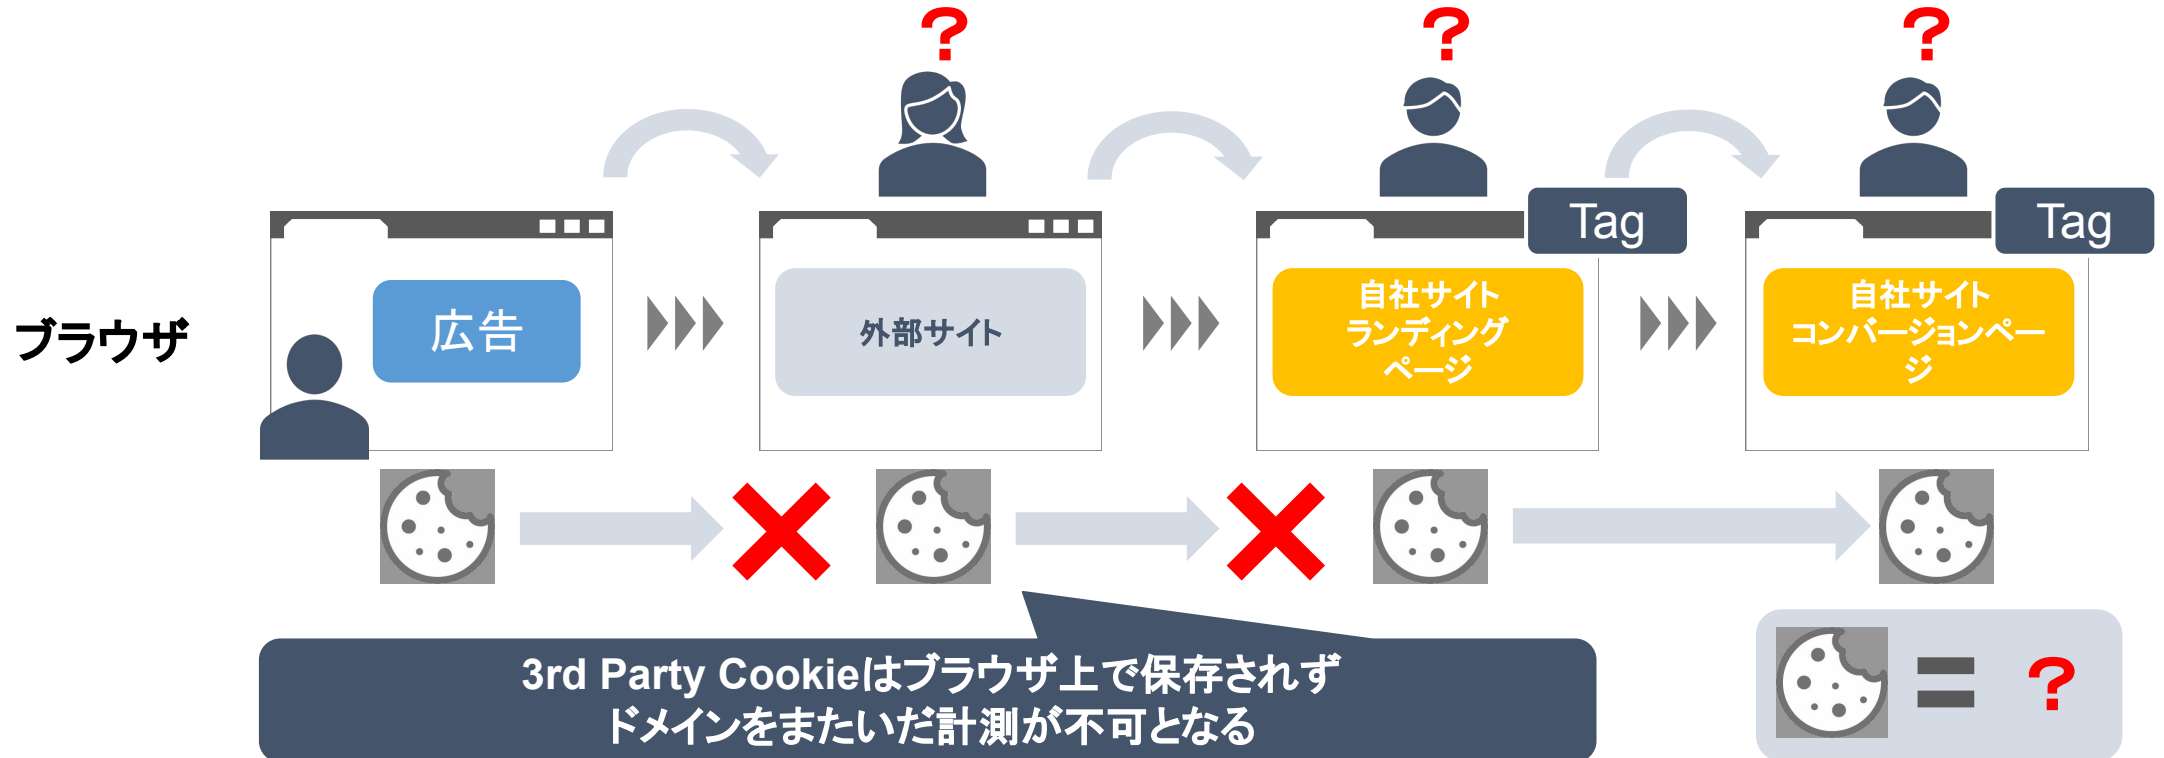 ?
?
?
Tag
Tag
ブラウザ
広告
外部サイト
自社サイト
ランディング
ページ
自社サイト
コンバージョンペー
ジ
3rd Party Cookieはブラウザ上で保存されず
ドメインをまたいだ計測が不可となる
= ?